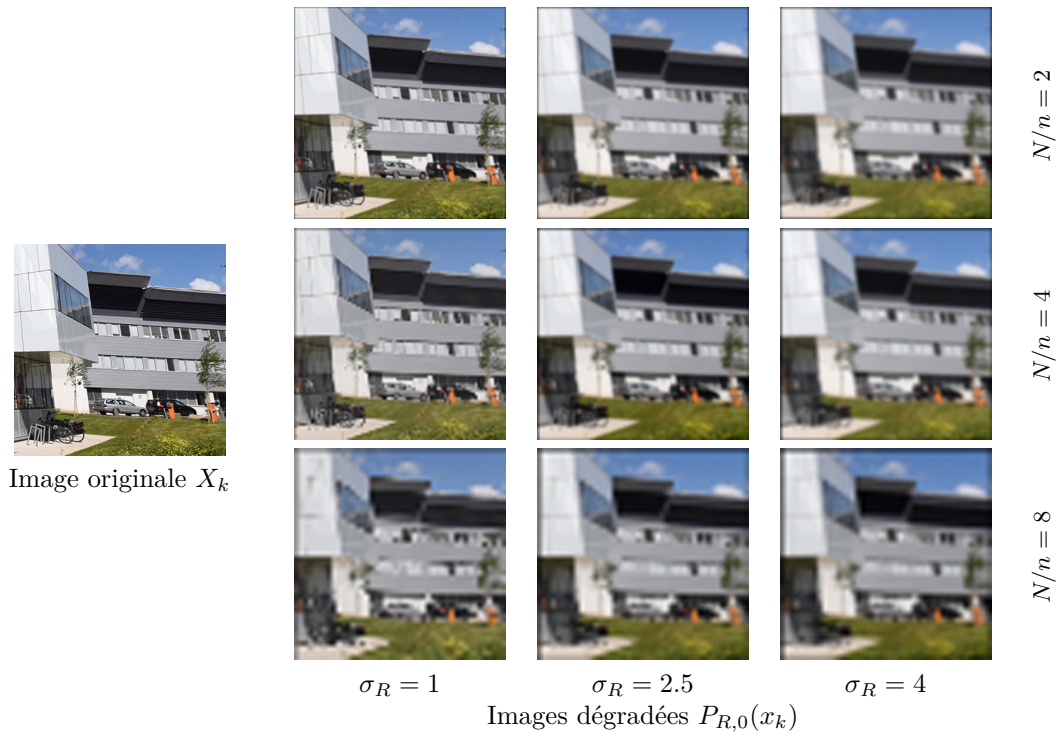 Image originale $X_k$
$N/n = 2$
$N/n = 4$
$N/n = 8$
$\sigma_R = 1$ $\sigma_R = 2.5$ $\sigma_R = 4$
Images dégradées $P_{R,0}(x_k)$